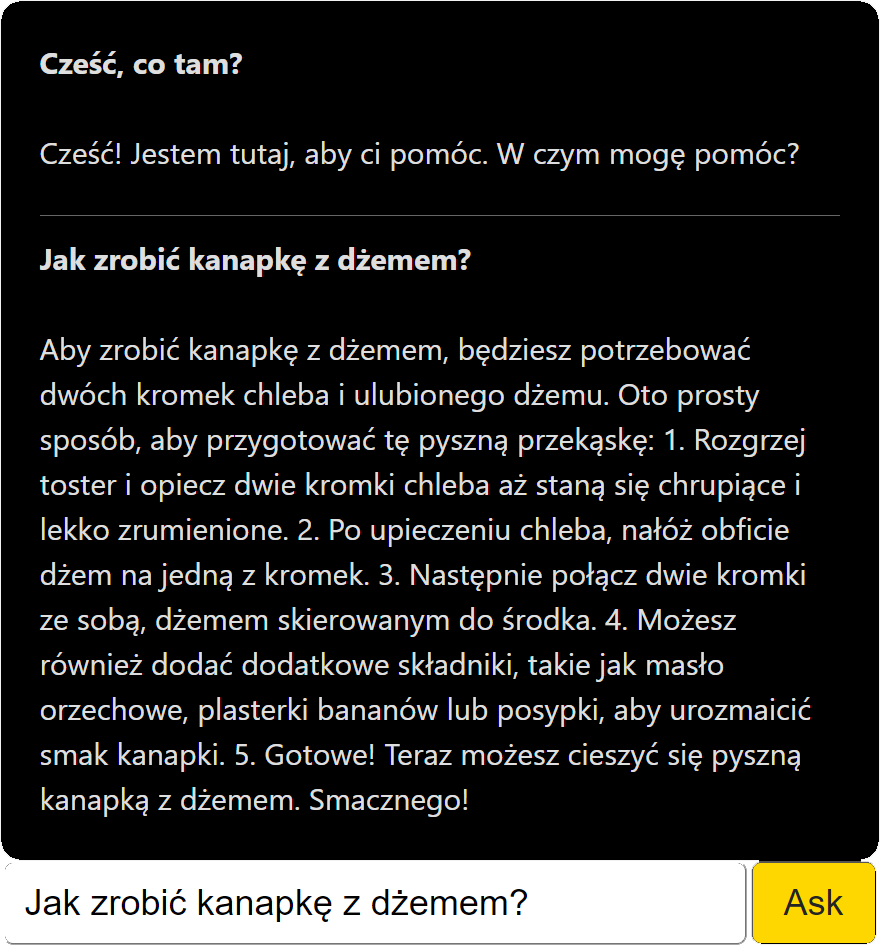 Cześć, co tam?
Cześć! Jestem tutaj, aby ci pomóc. W czym mogę pomóc?
Jak zrobić kanapkę z dżemem?
Aby zrobić kanapkę z dżemem, będziesz potrzebować
dwóch kromek chleba i ulubionego dżemu. Oto prosty
sposób, aby przygotować tę pyszną przekąskę: 1. Rozgrzej
toster i opiecz dwie kromki chleba aż staną się chrupiące i
lekko zrumienione. 2. Po upieczeniu chleba, nałóż obficie
dżem na jedną z kromek. 3. Następnie połącz dwie kromki
ze sobą, dżemem skierowanym do środka. 4. Możesz
również dodać dodatkowe składniki, takie jak masło
orzechowe, plasterki bananów lub posypki, aby urozmaicić
smak kanapki. 5. Gotowe! Teraz możesz cieszyć się pyszną
kanapką z dżemem. Smacznego!
Jak zrobić kanapkę z dżemem?
Ask